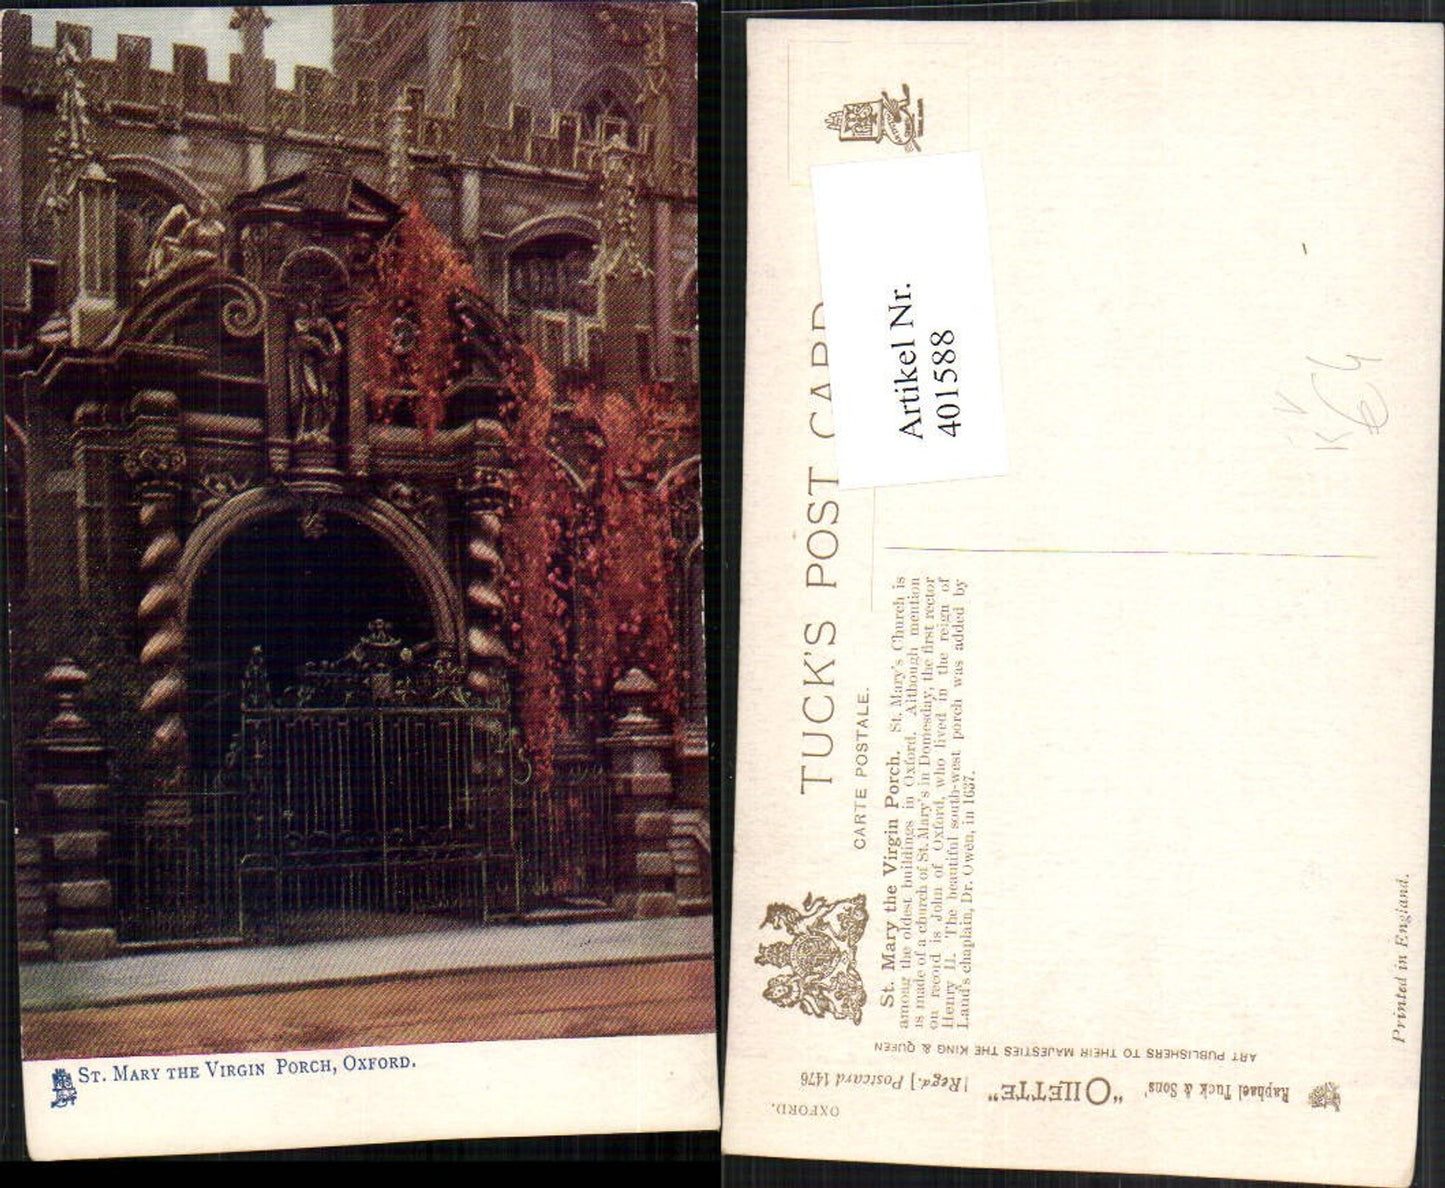 ST. MARY THE VIRGIN PORCH, OXFORD.
TUCK'S POST CARD
CARTE POSTALE.
Artikel Nr.
401588
St. Mary the Virgin Porch. St. Mary's Church is
among the oldest buildings in Oxford. Although mention
is made of a church of St. Mary's in Domesday, the first rector
on record is John of Oxford, who lived in the reign of
Henry II. The beautiful south-west porch was added by
Laud's chaplain, Dr. Owen, in 1637.
ART PUBLISHERS TO THEIR MAJESTIES THE KING & QUEEN
Raphael Tuck & Sons' "OILETTE" [Regd.] Postcard 1476
OXFORD.
Printed in England.